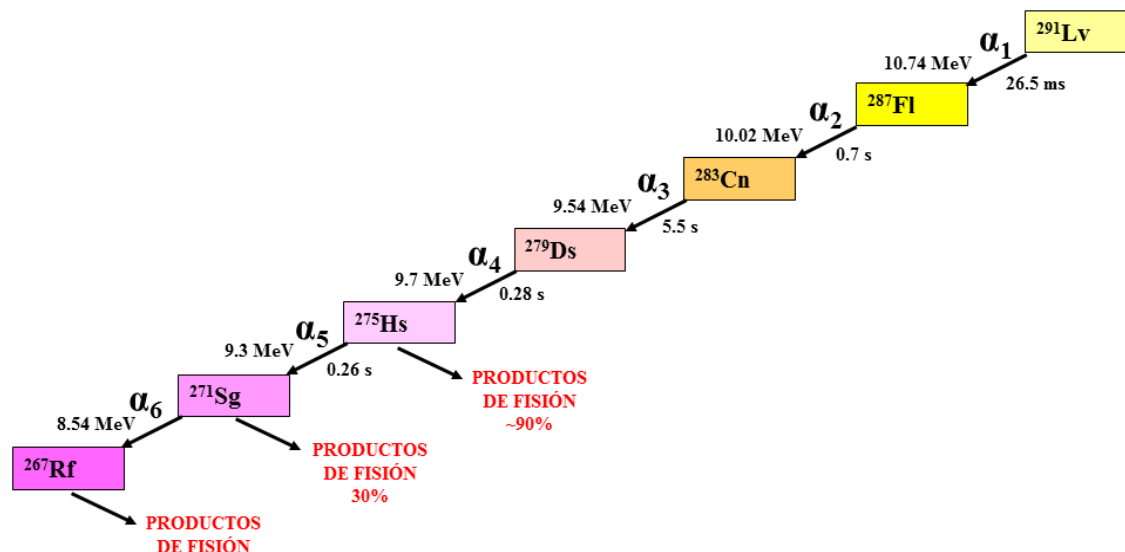 ²⁹¹Lv
α₁
10.74 MeV
26.5 ms
²⁸⁷Fl
α₂
10.02 MeV
0.7 s
²⁸³Cn
α₃
9.54 MeV
5.5 s
²⁷⁹Ds
α₄
9.7 MeV
0.28 s
²⁷⁵Hs
α₅
9.3 MeV
0.26 s
PRODUCTOS
DE FISIÓN
~90%
²⁷¹Sg
α₆
8.54 MeV
PRODUCTOS
DE FISIÓN
30%
²⁶⁷Rf
PRODUCTOS
DE FISIÓN